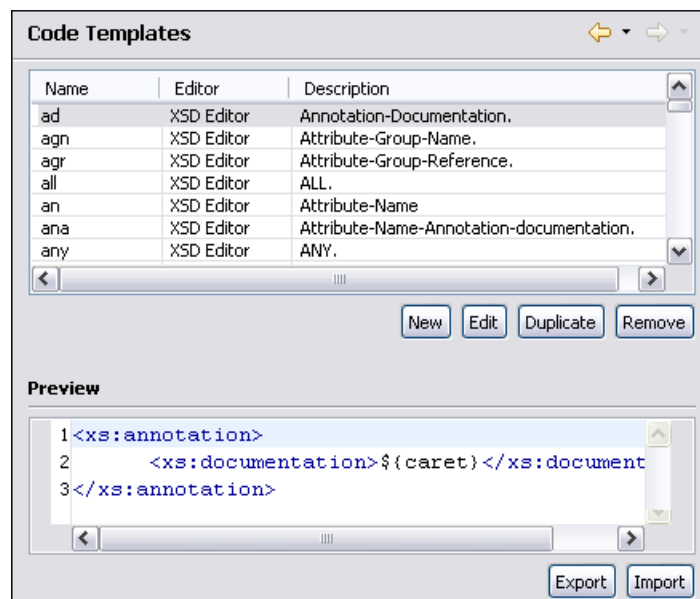 Code Templates
Name Editor Description
ad XSD Editor Annotation-Documentation.
agn XSD Editor Attribute-Group-Name.
agr XSD Editor Attribute-Group-Reference.
all XSD Editor ALL.
an XSD Editor Attribute-Name
ana XSD Editor Attribute-Name-Annotation-documentation.
any XSD Editor ANY.
New Edit Duplicate Remove
Preview
1 <xs:annotation>
2 <xs:documentation>${caret}</xs:document
3 </xs:annotation>
Export Import